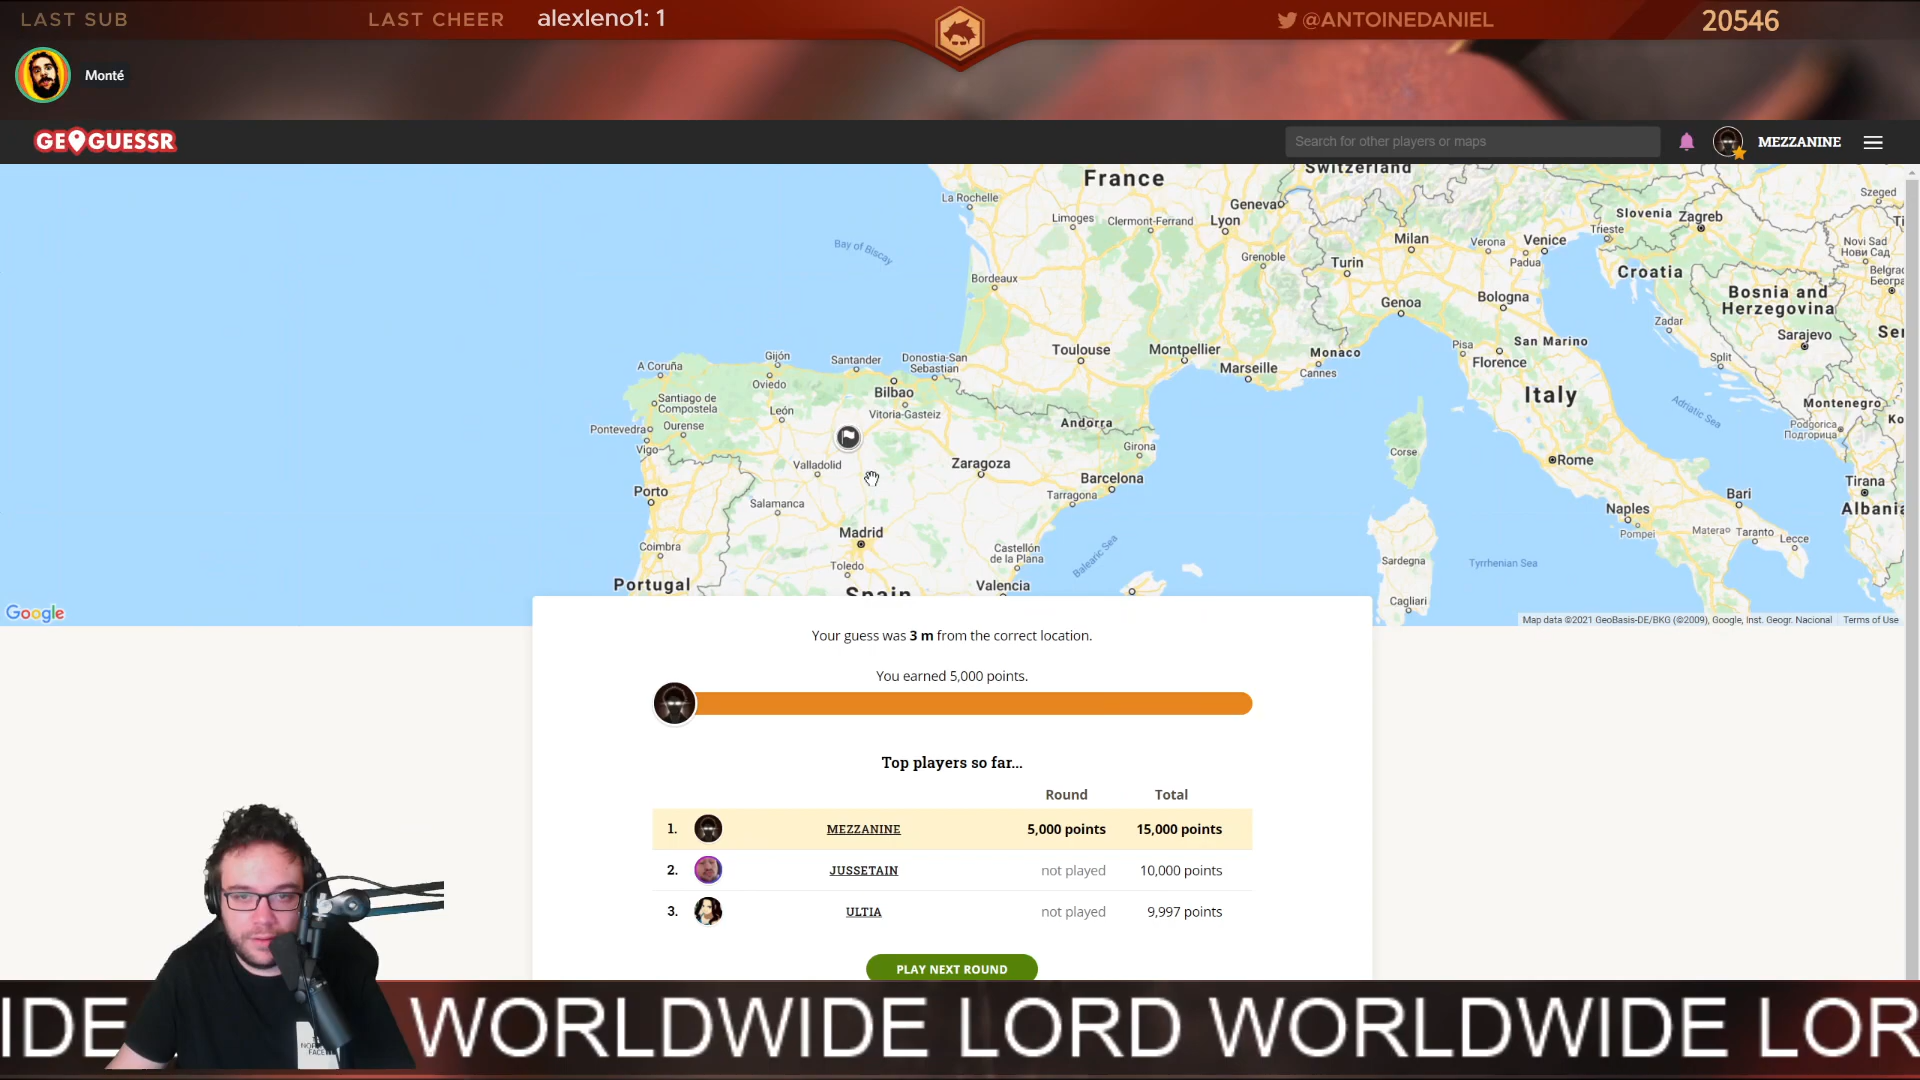 LAST SUB LAST CHEER alexleno1: 1 @ANTOINEDANIEL 20546
Monté
GEOGUESSR Search for other players or maps MEZZANINE
Switzerland
France
La Rochelle
Szeged
Geneva
Slovenia Zagreb
Limoges Clermont-Ferrand Lyon
Trieste
Milan Verona Venice
Novi Sad
Нови Сад
Bay of Biscay
Grenoble
Turin Padua
Croatia
Belgra
Београ
Bordeaux
Genoa Bologna
Bosnia and
Herzegovina
Zadar
Sarajevo
Ser
Toulouse Montpellier
Monaco
Pisa
San Marino
Split
A Coruña Gijón Santander Donostia-San
Sebastian
Marseille Cannes Florence
Oviedo
Bilbao
Italy
Santiago de
Compostela
León Vitoria-Gasteiz
Adriatic Sea
Montenegro
Ko
Pontevedra Ourense
Andorra
Podgorica
Подгорица
Vigo
Girona
Valladolid Zaragoza
Corse
Rome
Barcelona
Tirana
Porto Salamanca Tarragona
Bari
Naples
Albania
Pompei
Madrid
Matera Taranto Lecce
Coimbra
Castellón
de la Plana
Balearic Sea
Toledo
Sardegna
Tyrrhenian Sea
Portugal Spain Valencia
Cagliari
Google
Map data ©2021 GeoBasis-DE/BKG (©2009), Google, Inst. Geogr. Nacional Terms of Use
Your guess was 3 m from the correct location.
You earned 5,000 points.
Top players so far...
Round Total
1. MEZZANINE 5,000 points 15,000 points
2. JUSSETAIN not played 10,000 points
3. ULTIA not played 9,997 points
PLAY NEXT ROUND
IDE WORLDWIDE LORD WORLDWIDE LOR